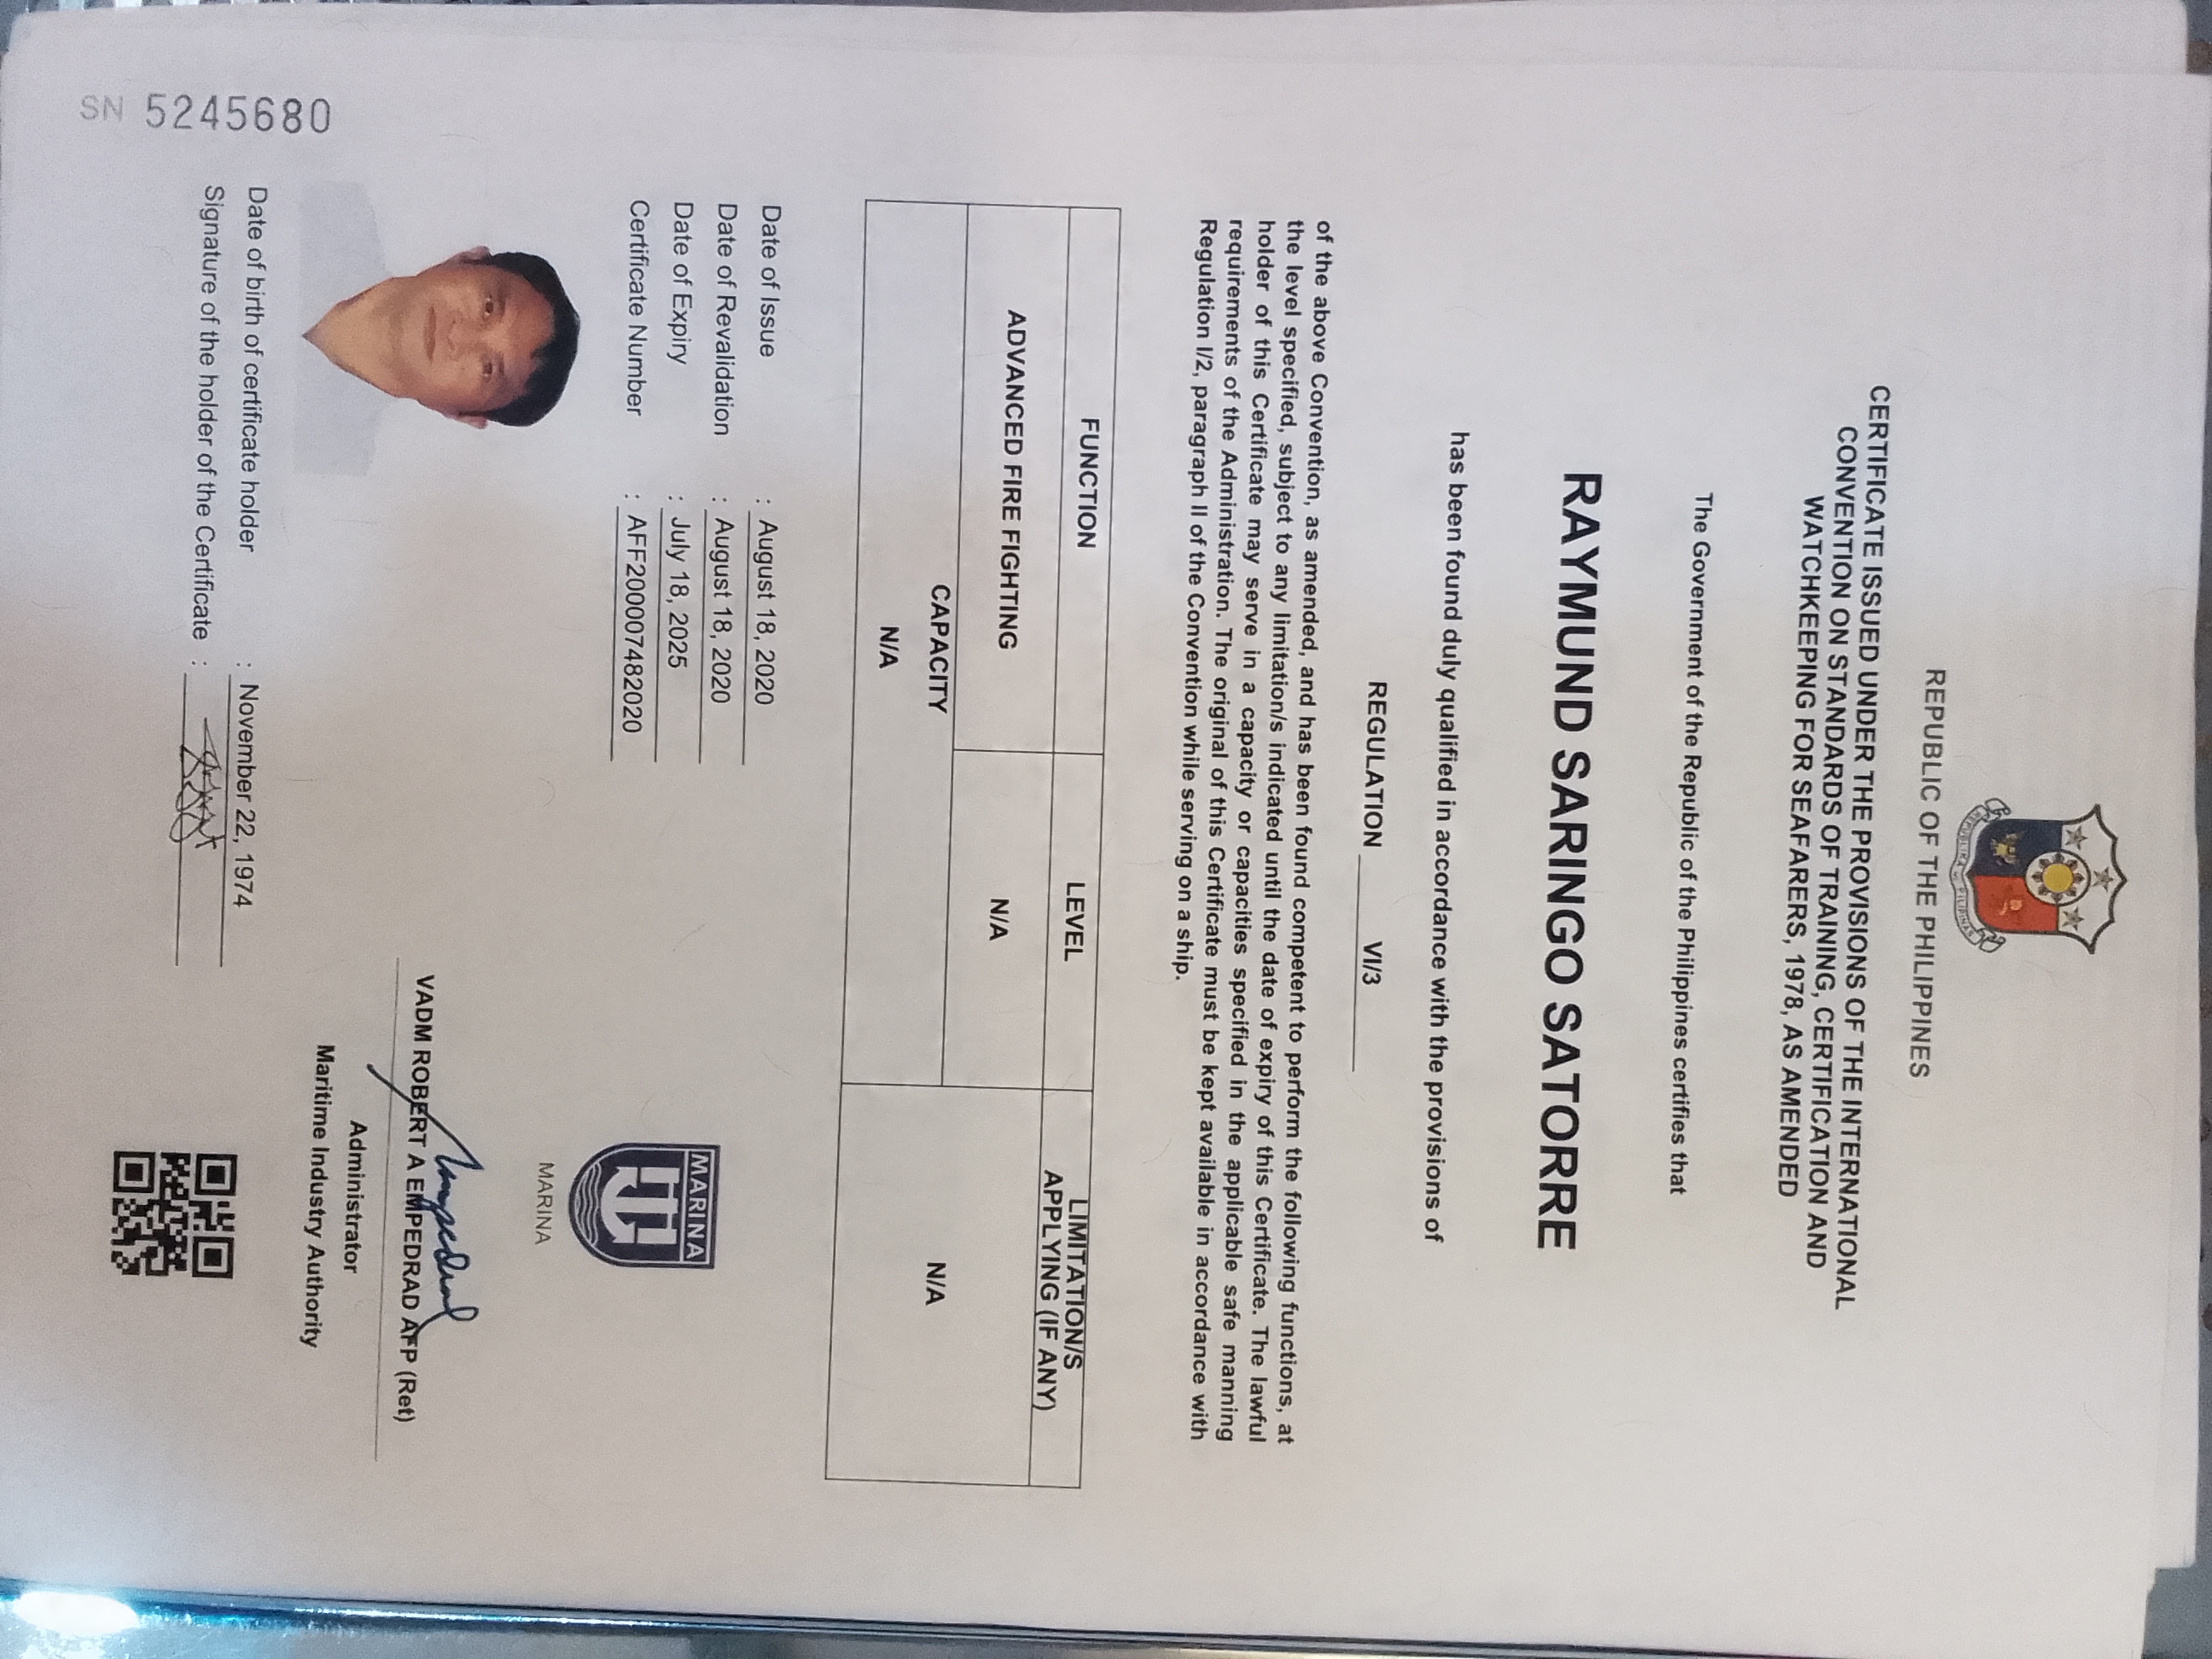 REPUBLIC OF THE PHILIPPINES
CERTIFICATE ISSUED UNDER THE PROVISIONS OF THE INTERNATIONAL
CONVENTION ON STANDARDS OF TRAINING, CERTIFICATION AND
WATCHKEEPING FOR SEAFARERS, 1978, AS AMENDED
The Government of the Republic of the Philippines certifies that
RAYMUND SARINGO SATORRE
has been found duly qualified in accordance with the provisions of
REGULATION VI/3
of the above Convention, as amended, and has been found competent to perform the following functions, at
the level specified, subject to any limitation/s indicated until the date of expiry of this Certificate. The lawful
holder of this Certificate may serve in a capacity or capacities specified in the applicable safe manning
requirements of the Administration. The original of this Certificate must be kept available in accordance with
Regulation I/2, paragraph II of the Convention while serving on a ship.
FUNCTION LEVEL LIMITATION/S
APPLYING (IF ANY)
ADVANCED FIRE FIGHTING N/A N/A
CAPACITY
N/A
Date of Issue : August 18, 2020
Date of Revalidation : August 18, 2020
Date of Expiry : July 18, 2025
Certificate Number : AFF200007482020
MARINA
MARINA
VADM ROBERT A EMPEDRAD AFP (Ret)
Administrator
Maritime Industry Authority
Date of birth of certificate holder : November 22, 1974
Signature of the holder of the Certificate :
SN 5245680